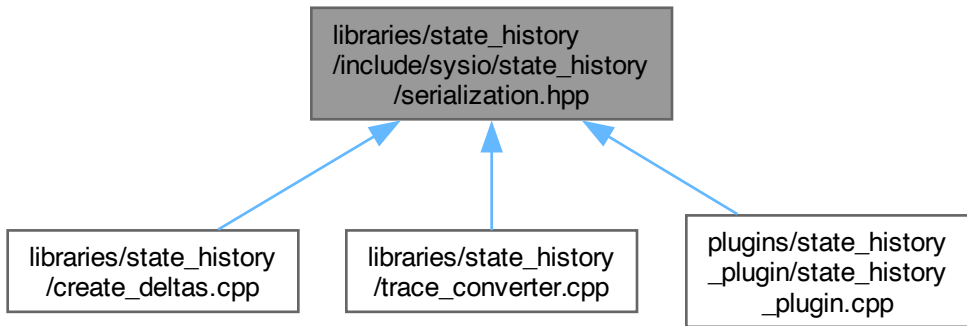 libraries/state_history
/include/sysio/state_history
/serialization.hpp
libraries/state_history
/create_deltas.cpp
libraries/state_history
/trace_converter.cpp
plugins/state_history
_plugin/state_history
_plugin.cpp